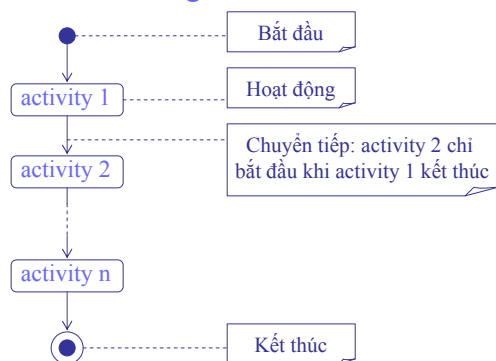 Bắt đầu
activity 1
Hoạt động
Chuyển tiếp: activity 2 chỉ
bắt đầu khi activity 1 kết thúc
activity 2
activity n
Kết thúc